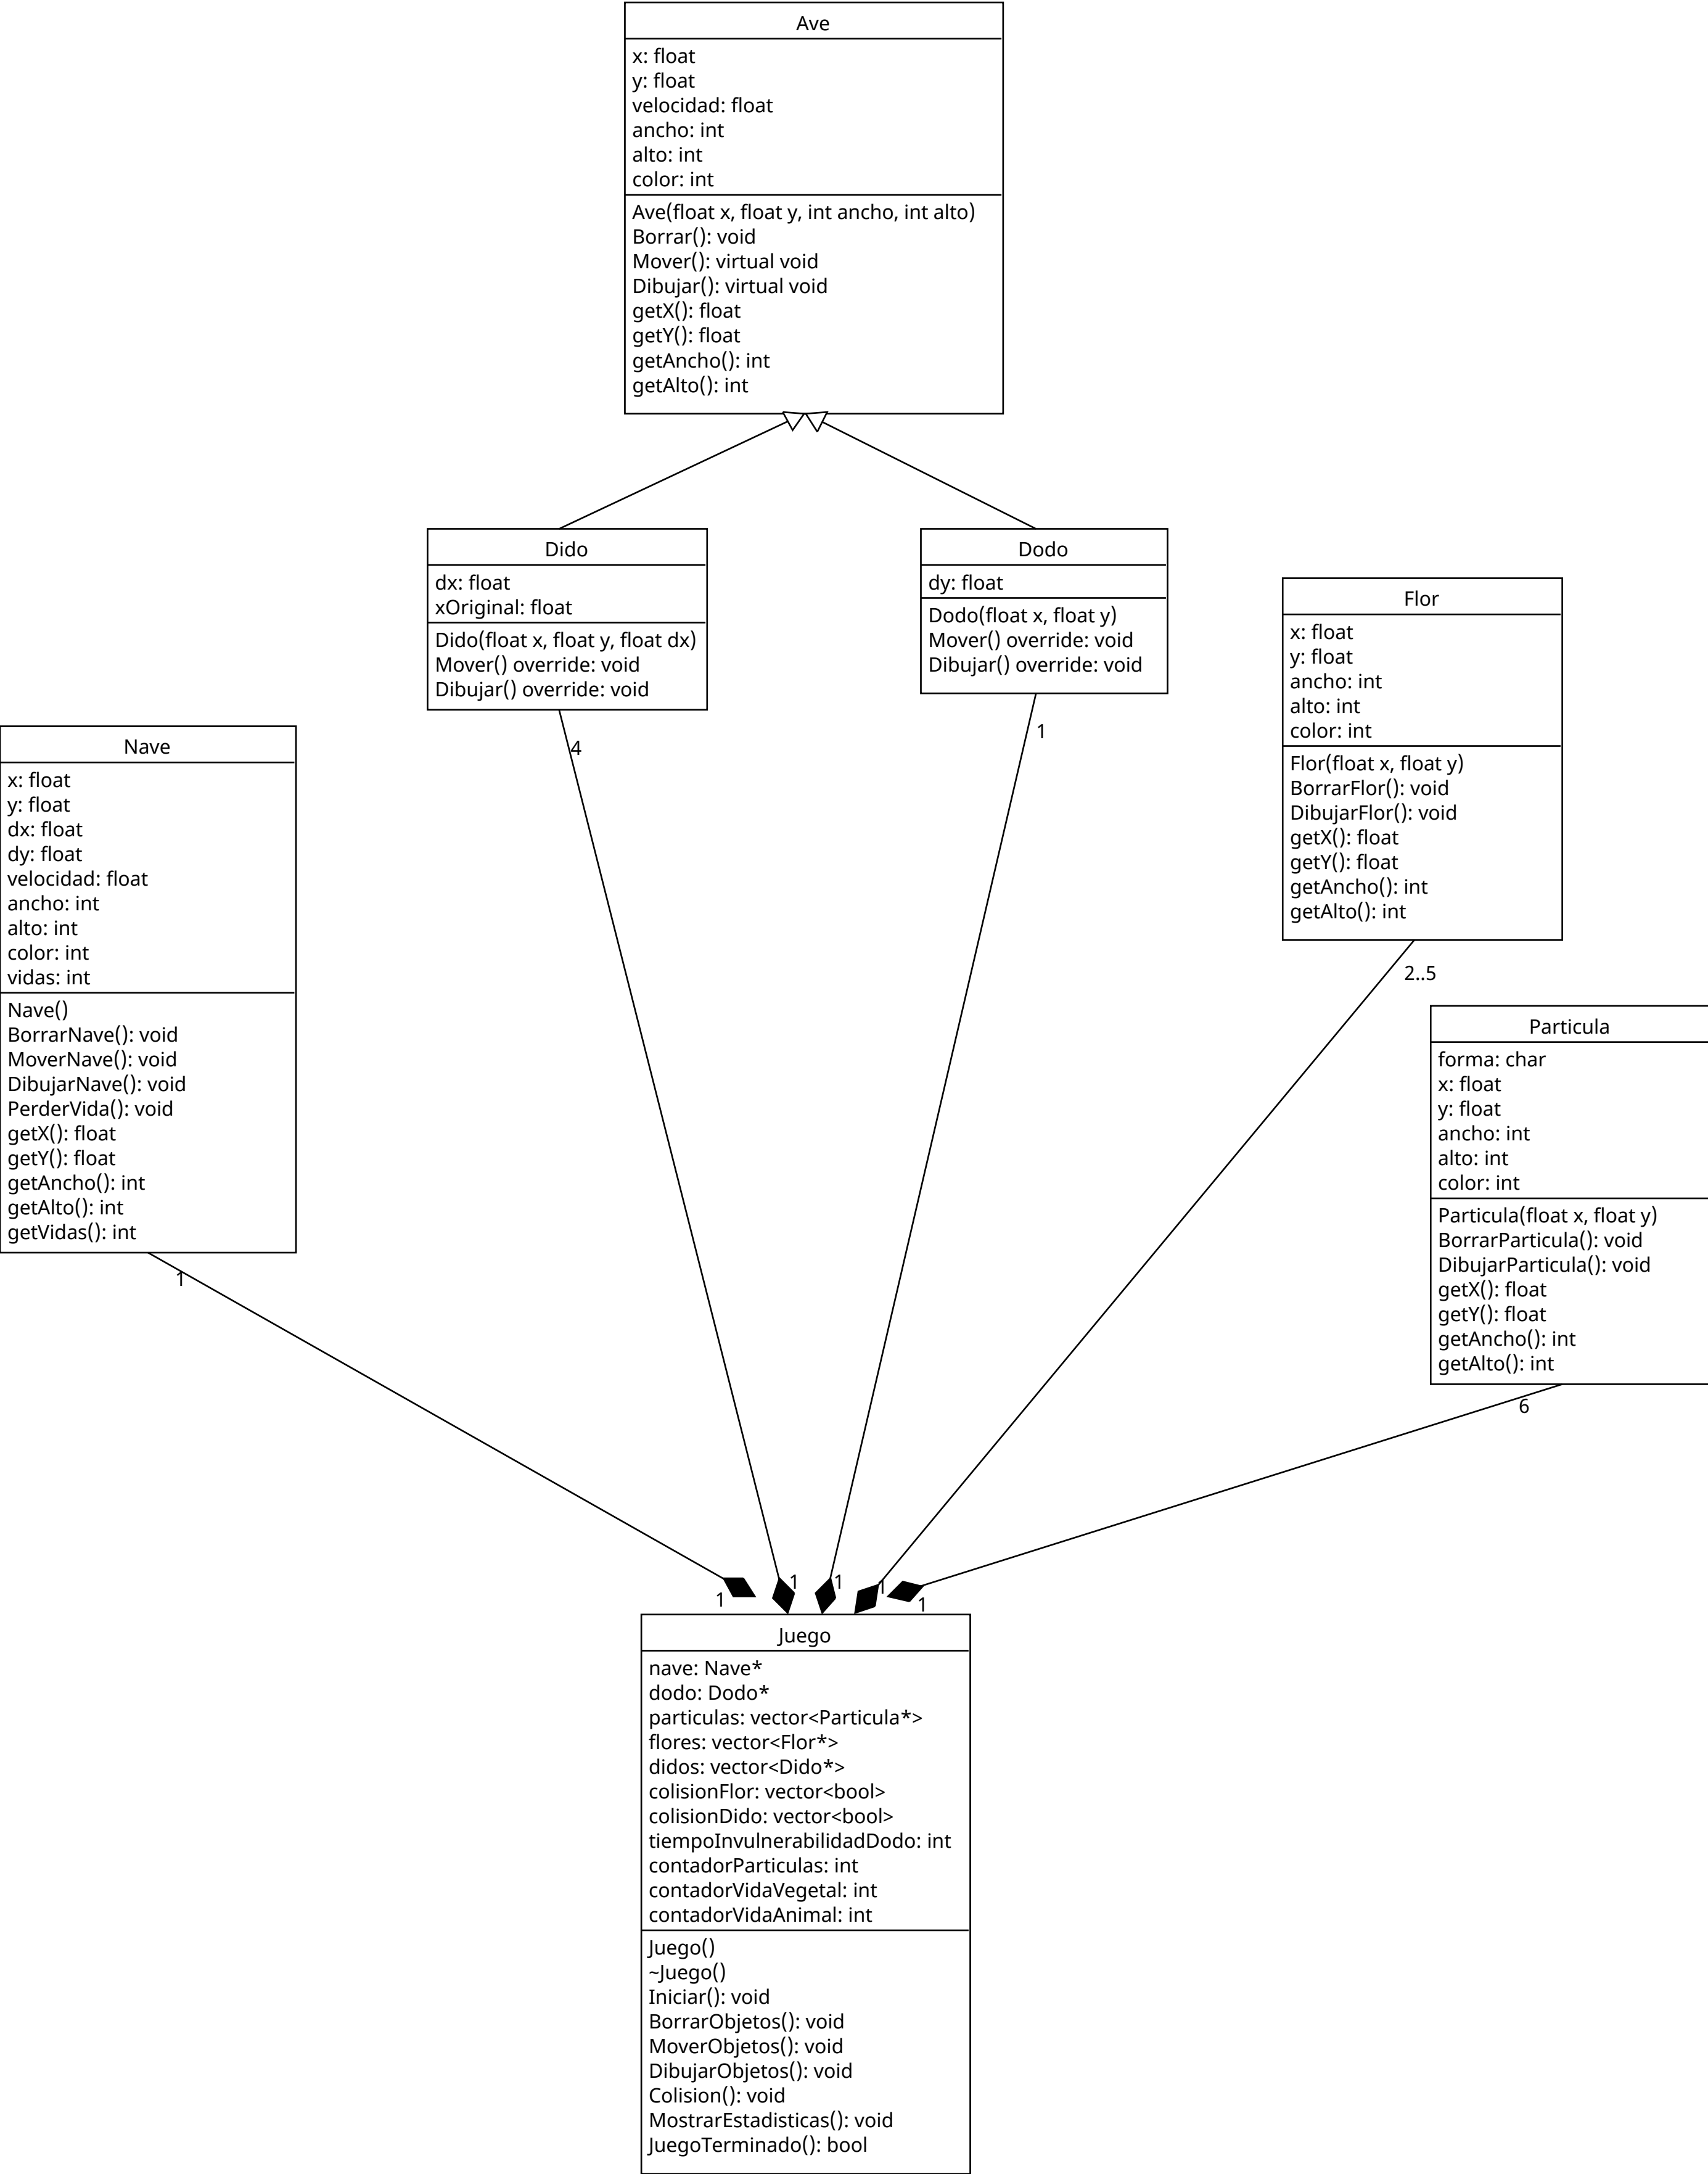 Ave
x: float
y: float
velocidad: float
ancho: int
alto: int
color: int
Ave(float x, float y, int ancho, int alto)
Borrar(): void
Mover(): virtual void
Dibujar(): virtual void
getX(): float
getY(): float
getAncho(): int
getAlto(): int
Dido
dx: float
xOriginal: float
Dido(float x, float y, float dx)
Mover() override: void
Dibujar() override: void
4
Dodo
dy: float
Dodo(float x, float y)
Mover() override: void
Dibujar() override: void
1
Flor
x: float
y: float
ancho: int
alto: int
color: int
Flor(float x, float y)
BorrarFlor(): void
DibujarFlor(): void
getX(): float
getY(): float
getAncho(): int
getAlto(): int
2..5
Nave
x: float
y: float
dx: float
dy: float
velocidad: float
ancho: int
alto: int
color: int
vidas: int
Nave()
BorrarNave(): void
MoverNave(): void
DibujarNave(): void
PerderVida(): void
getX(): float
getY(): float
getAncho(): int
getAlto(): int
getVidas(): int
1
Particula
forma: char
x: float
y: float
ancho: int
alto: int
color: int
Particula(float x, float y)
BorrarParticula(): void
DibujarParticula(): void
getX(): float
getY(): float
getAncho(): int
getAlto(): int
6
1
1
1
1
1
Juego
nave: Nave*
dodo: Dodo*
particulas: vector<Particula*>
flores: vector<Flor*>
didos: vector<Dido*>
colisionFlor: vector<bool>
colisionDido: vector<bool>
tiempoInvulnerabilidadDodo: int
contadorParticulas: int
contadorVidaVegetal: int
contadorVidaAnimal: int
Juego()
~Juego()
Iniciar(): void
BorrarObjetos(): void
MoverObjetos(): void
DibujarObjetos(): void
Colision(): void
MostrarEstadisticas(): void
JuegoTerminado(): bool